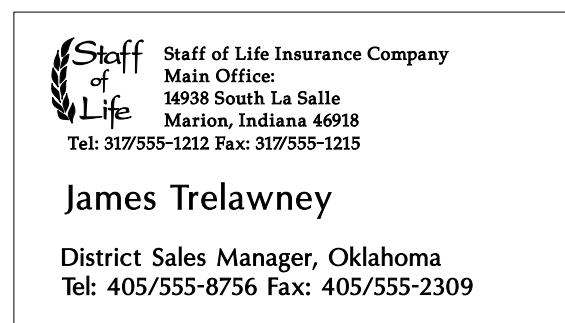 Staff
of
Life
Staff of Life Insurance Company
Main Office:
14938 South La Salle
Marion, Indiana 46918
Tel: 317/555-1212 Fax: 317/555-1215
James Trelawney
District Sales Manager, Oklahoma
Tel: 405/555-8756 Fax: 405/555-2309